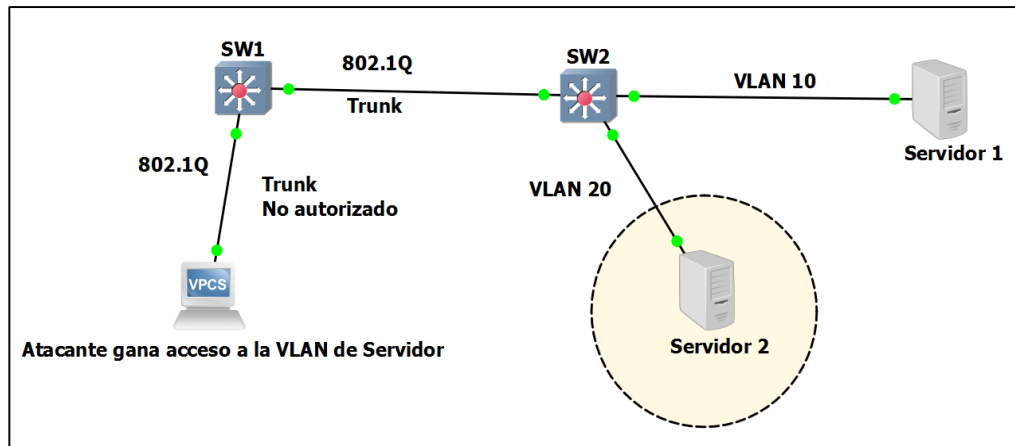 SW1
802.1Q
Trunk
SW2
VLAN 10
Servidor 1
802.1Q
Trunk
No autorizado
VLAN 20
VPCS
Servidor 2
Atacante gana acceso a la VLAN de Servidor